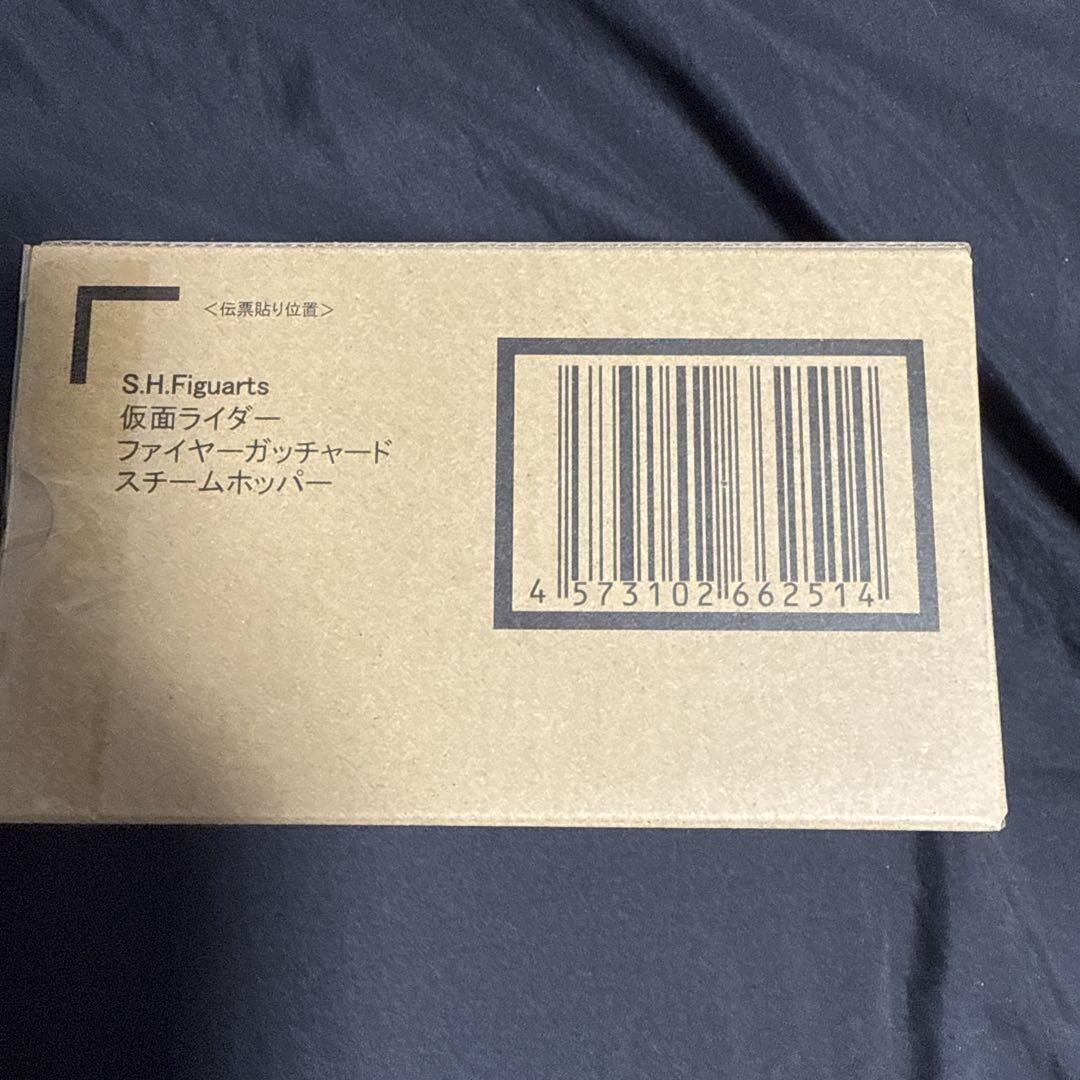 ＜伝票貼り位置＞
S.H.Figuarts
仮面ライダー
ファイヤーガッチャード
スチームホッパー
4 573102 662514